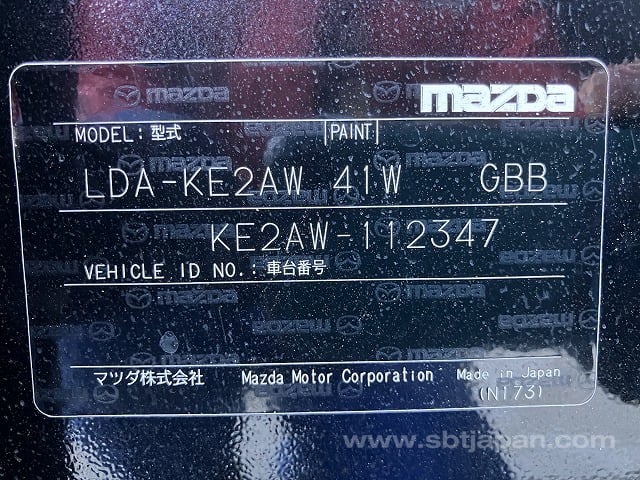 mazda
MODEL: 型式 PAINT
LDA-KE2AW 41W GBB
KE2AW-112347
VEHICLE ID NO.: 車台番号
マツダ株式会社 Mazda Motor Corporation Made in Japan
(N173)
www.sbtjapan.com